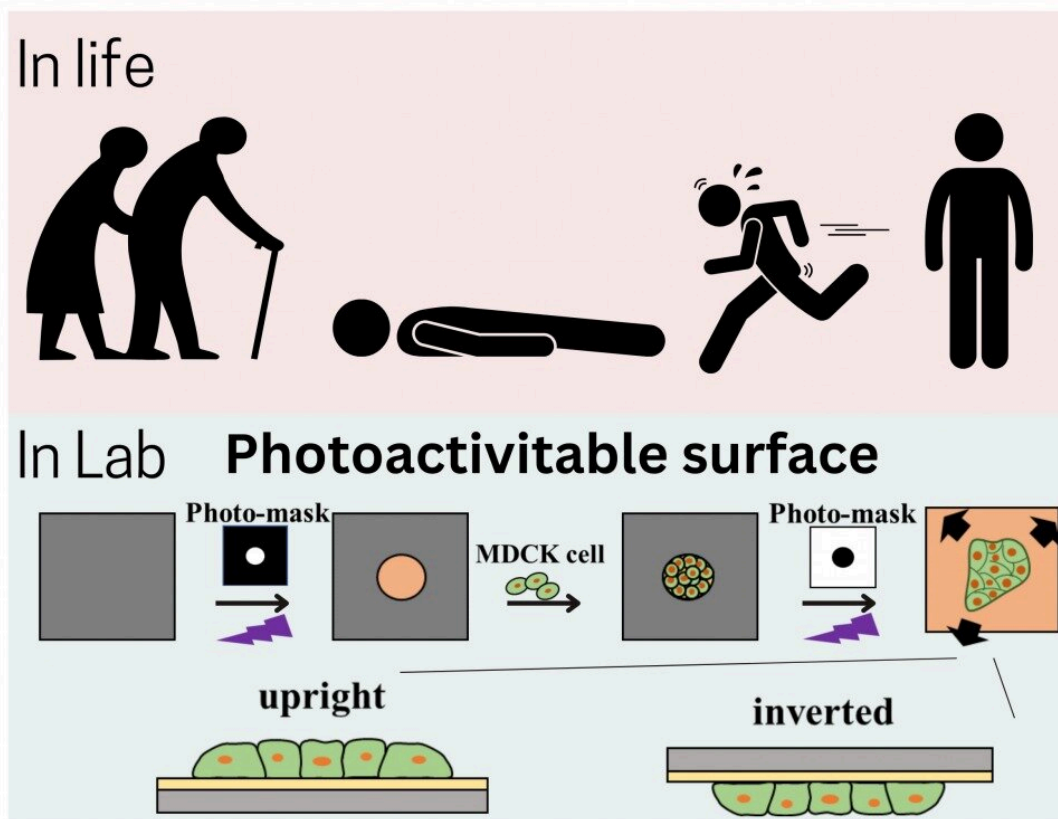 In life
In Lab
Photoactivitable surface
Photo-mask
MDCK cell
Photo-mask
upright
inverted